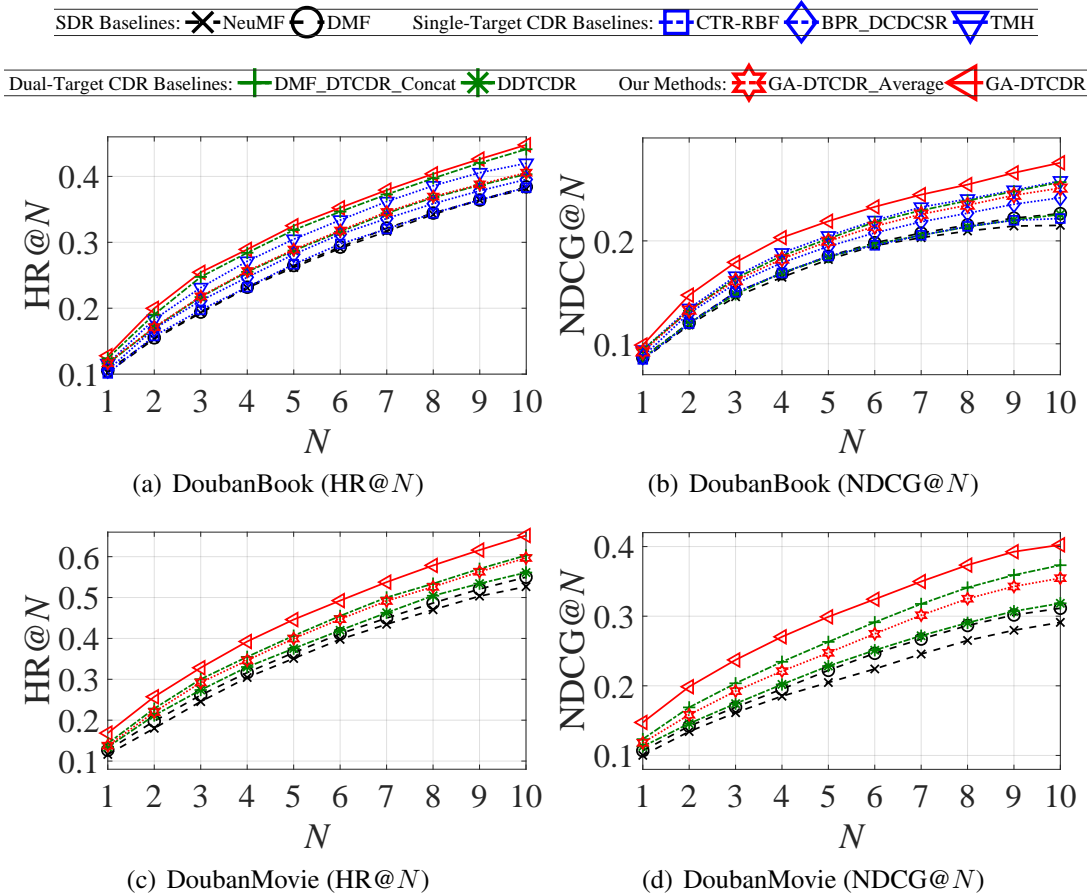 SDR Baselines: NeuMF DMF Single-Target CDR Baselines: CTR-RBF BPR_DCDCSR TMH
Dual-Target CDR Baselines: DMF_DTCDR_Concat DDTCDR Our Methods: GA-DTCDR_Average GA-DTCDR
HR@N
0.4
0.3
0.2
0.1
1 2 3 4 5 6 7 8 9 10
N
(a) DoubanBook (HR@N)
NDCG@N
0.2
0.1
1 2 3 4 5 6 7 8 9 10
N
(b) DoubanBook (NDCG@N)
HR@N
0.6
0.5
0.4
0.3
0.2
0.1
1 2 3 4 5 6 7 8 9 10
N
(c) DoubanMovie (HR@N)
NDCG@N
0.4
0.3
0.2
0.1
1 2 3 4 5 6 7 8 9 10
N
(d) DoubanMovie (NDCG@N)